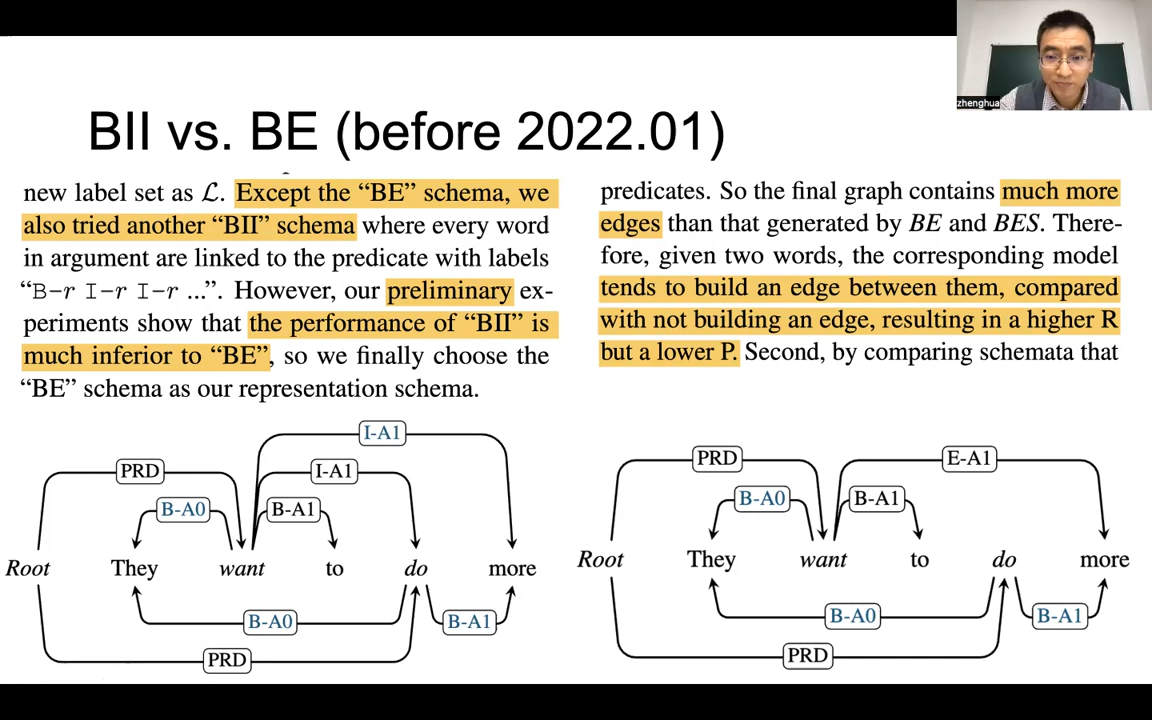 zhenghua
BII vs. BE (before 2022.01)
new label set as ℒ. Except the “BE” schema, we
also tried another “BII” schema where every word
in argument are linked to the predicate with labels
“B-r I-r I-r ...”. However, our preliminary ex-
periments show that the performance of “BII” is
much inferior to “BE”, so we finally choose the
“BE” schema as our representation schema.
predicates. So the final graph contains much more
edges than that generated by BE and BES. There-
fore, given two words, the corresponding model
tends to build an edge between them, compared
with not building an edge, resulting in a higher R
but a lower P. Second, by comparing schemata that
I-A1
PRD I-A1
B-A0 B-A1
Root They want to do more
B-A0 B-A1
PRD
PRD E-A1
B-A0 B-A1
Root They want to do more
B-A0 B-A1
PRD